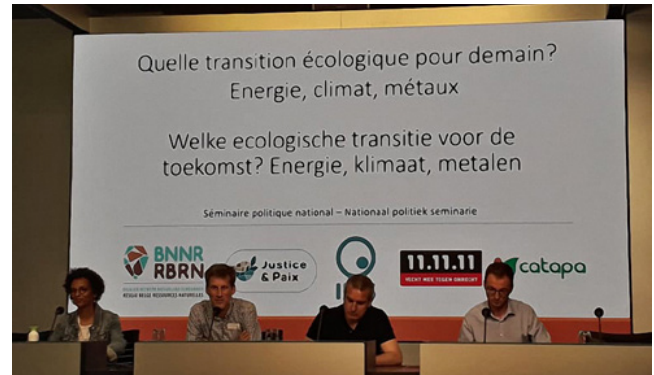 Quelle transition écologique pour demain?
Energie, climat, métaux
Welke ecologische transitie voor de
toekomst? Energie, klimaat, metalen
Séminaire politique national – Nationaal politiek seminarie
BNNR
RBRN
RÉSEAU BELGE RESSOURCES NATURELLES
Justice
& Paix
11.11.11
VECHT MEE TEGEN ONRECHT
catapa